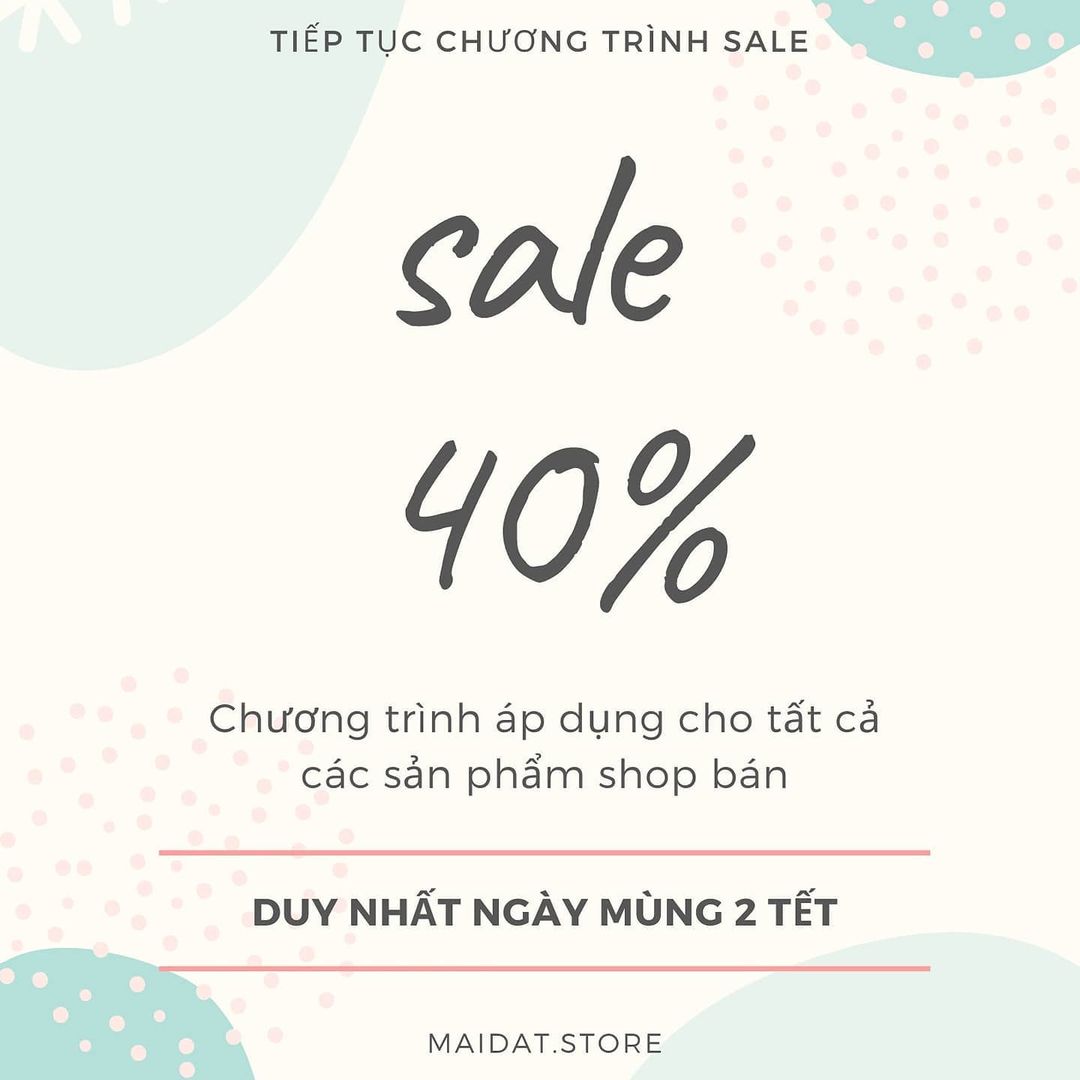 TIẾP TỤC CHƯƠNG TRÌNH SALE
sale
40%
Chương trình áp dụng cho tất cả
các sản phẩm shop bán
DUY NHẤT NGÀY MÙNG 2 TẾT
MAIDAT.STORE